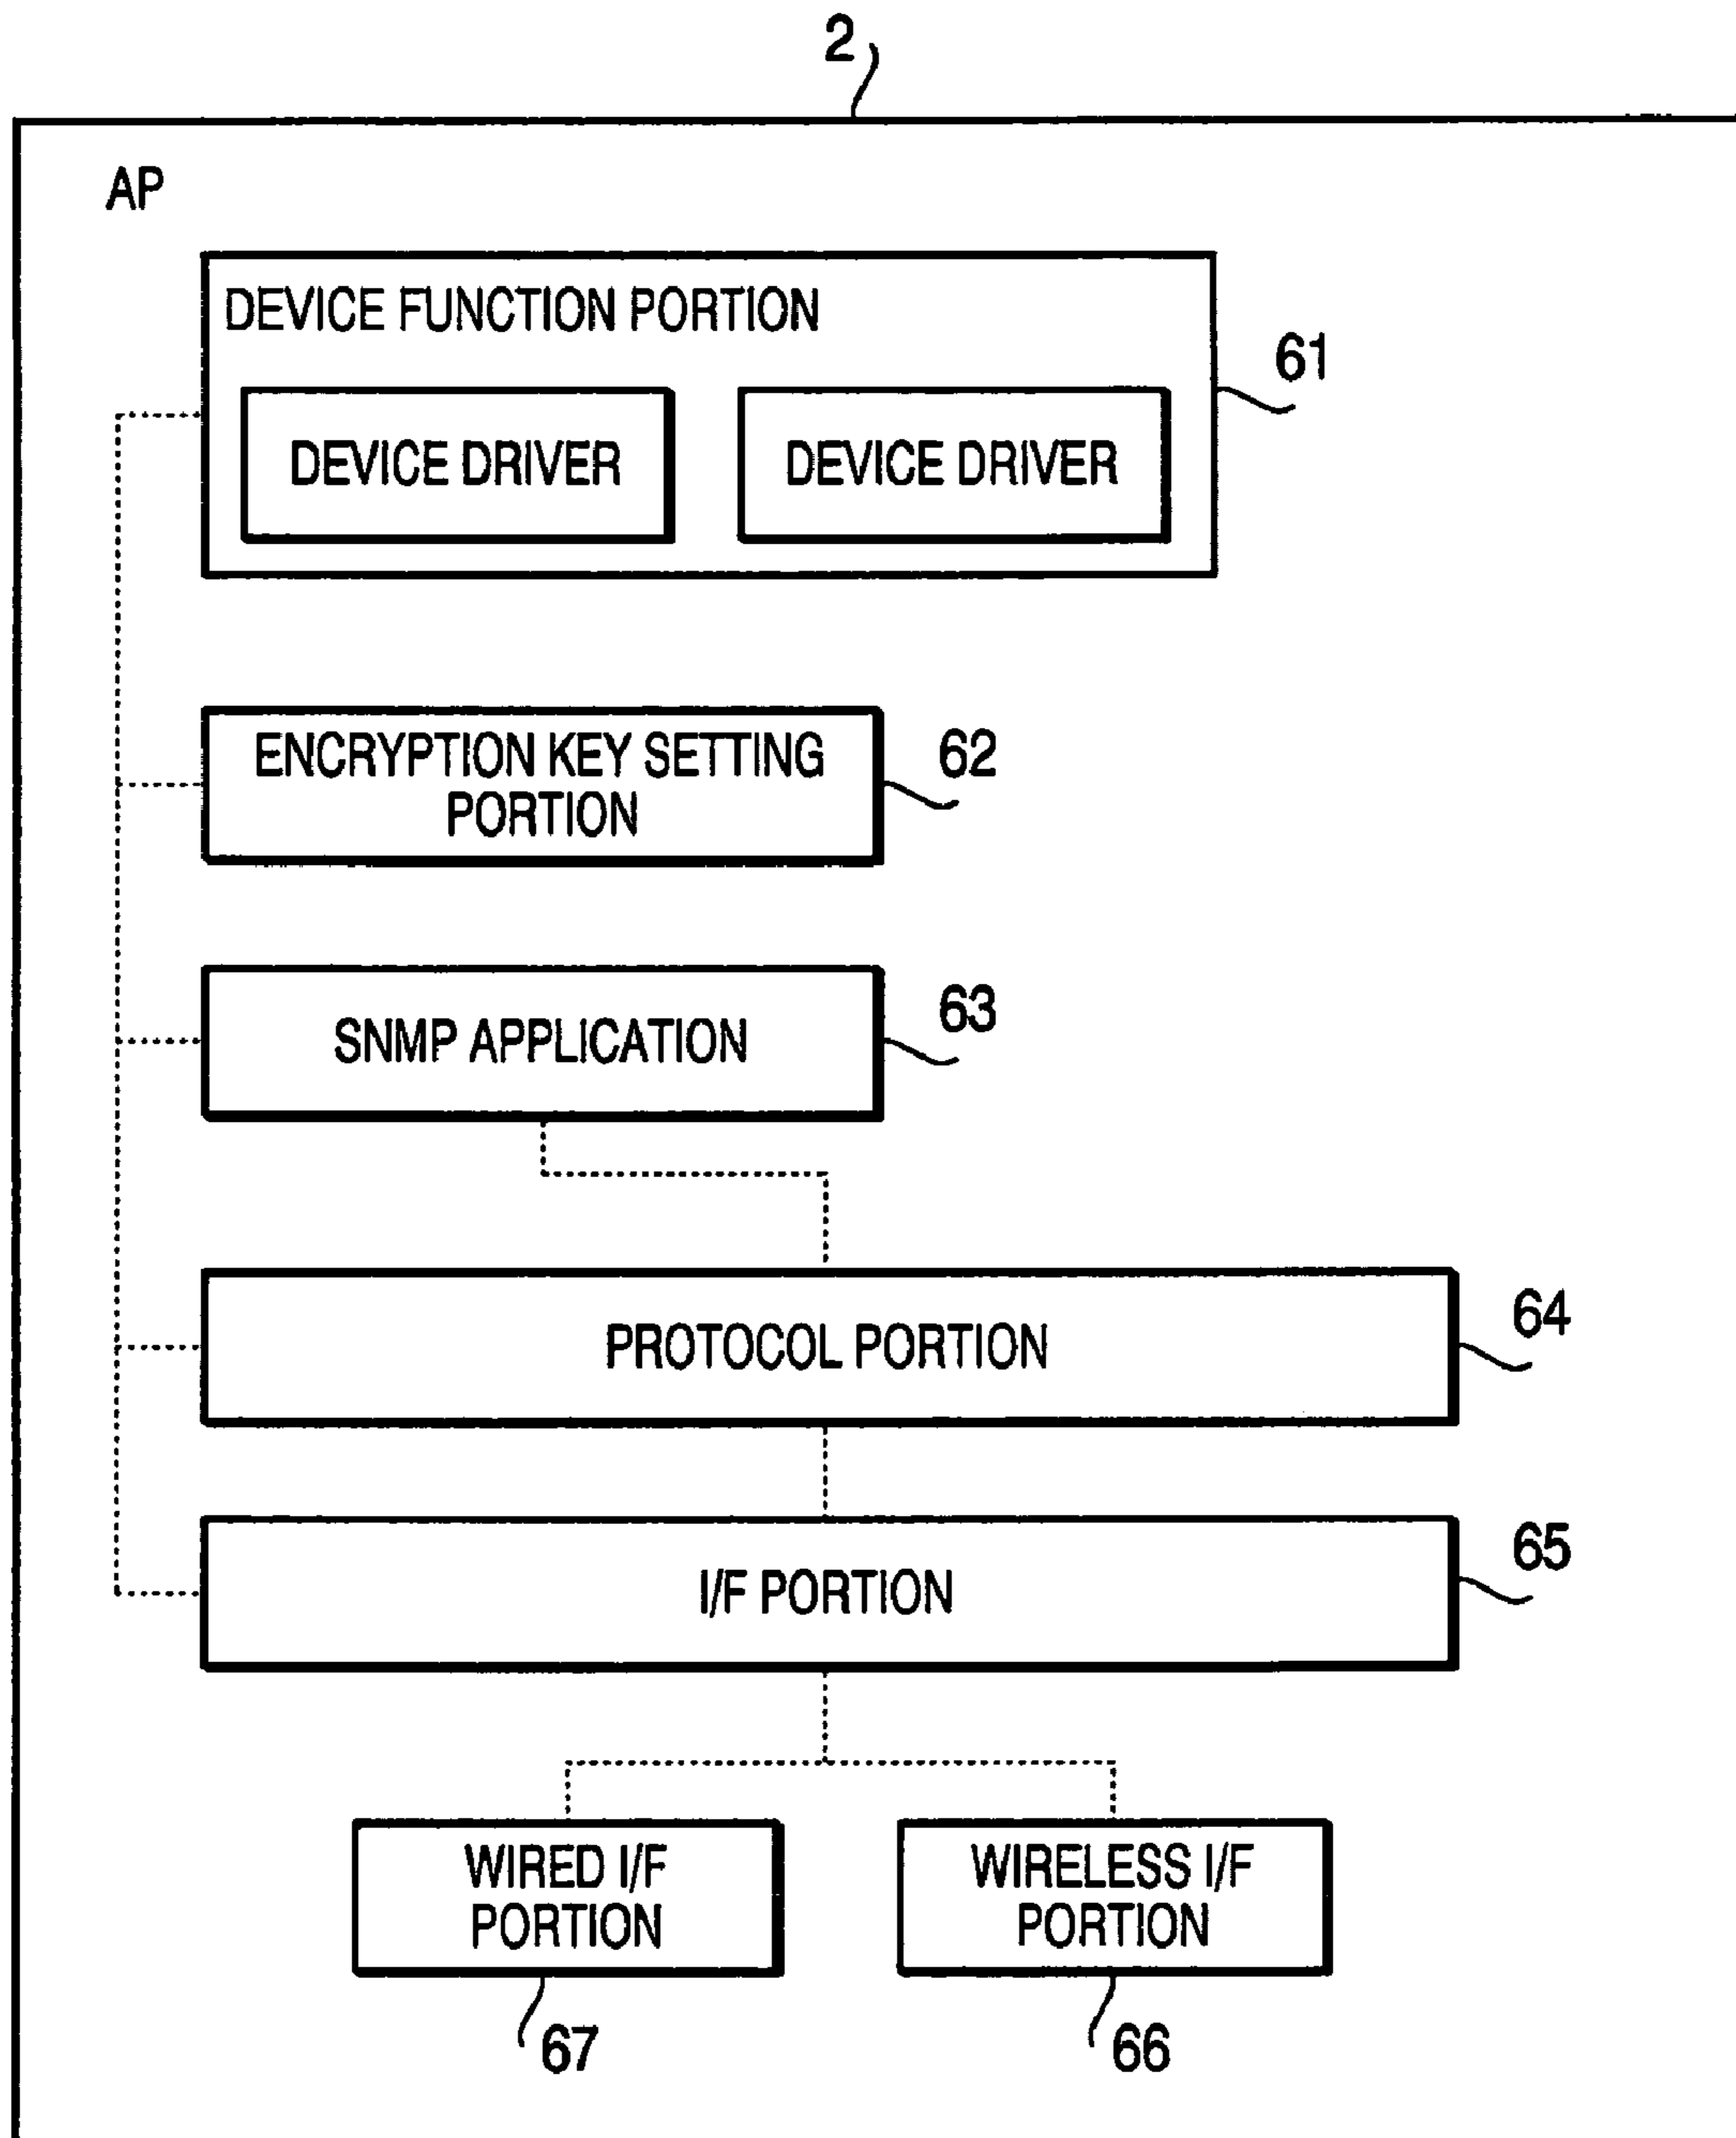 2
AP
DEVICE FUNCTION PORTION
61
DEVICE DRIVER
DEVICE DRIVER
ENCRYPTION KEY SETTING
PORTION
62
SNMP APPLICATION
63
PROTOCOL PORTION
64
I/F PORTION
65
WIRED I/F
PORTION
WIRELESS I/F
PORTION
67
66